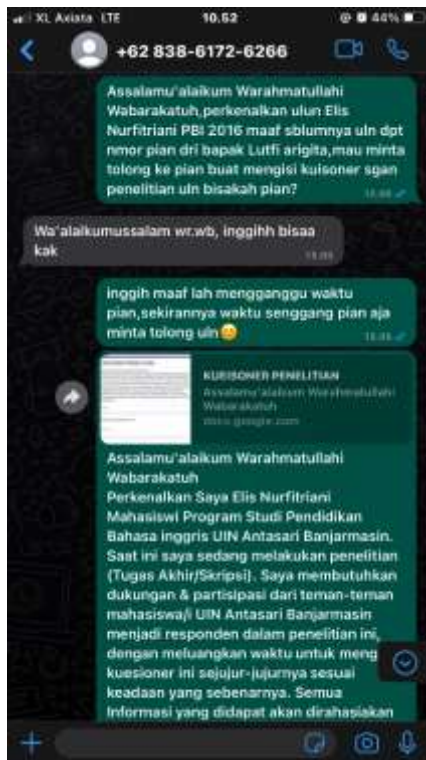 XL Axiata LTE 10.52 44%
+62 838-6172-6266
Assalamu'alaikum Warahmatullahi
Wabarakatuh,perkenalkan ulun Elis
Nurfitriani PBI 2016 maaf sblumnya uln dpt
nmor pian dri bapak Lutfi arigita,mau minta
tolong ke pian buat mengisi kuisoner sgan
penelitian uln bisakah pian?
Wa'alaikumussalam wr.wb, inggihh bisaa
kak
inggih maaf lah mengganggu waktu
pian,sekirannya waktu senggang pian aja
minta tolong uln😊
KUEISONER PENELITIAN
Assalamu'alaikum Warahmatullahi
Wabarakatuh
docs.google.com
Assalamu'alaikum Warahmatullahi
Wabarakatuh
Perkenalkan Saya Elis Nurfitriani
Mahasiswi Program Studi Pendidikan
Bahasa inggris UIN Antasari Banjarmasin.
Saat ini saya sedang melakukan penelitian
(Tugas Akhir/Skripsi). Saya membutuhkan
dukungan & partisipasi dari teman-teman
mahasiswa/i UIN Antasari Banjarmasin
menjadi responden dalam penelitian ini,
dengan meluangkan waktu untuk meng
kuesioner ini sejujur-jujurnya sesuai
keadaan yang sebenarnya. Semua
Informasi yang didapat akan dirahasiakan